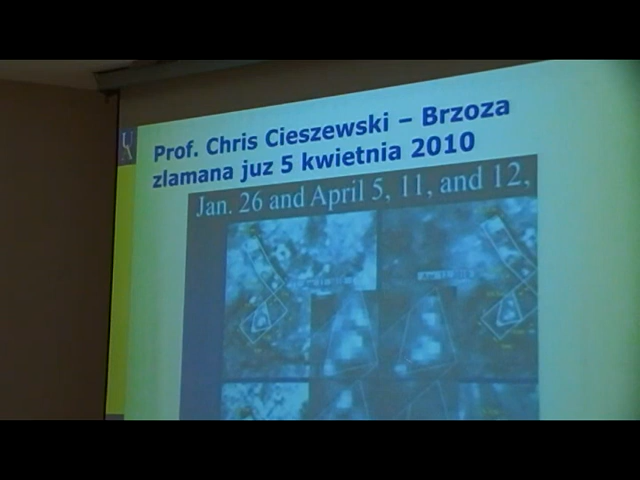 Prof. Chris Cieszewski – Brzoza
zlamana juz 5 kwietnia 2010
Jan. 26 and April 5, 11, and 12,